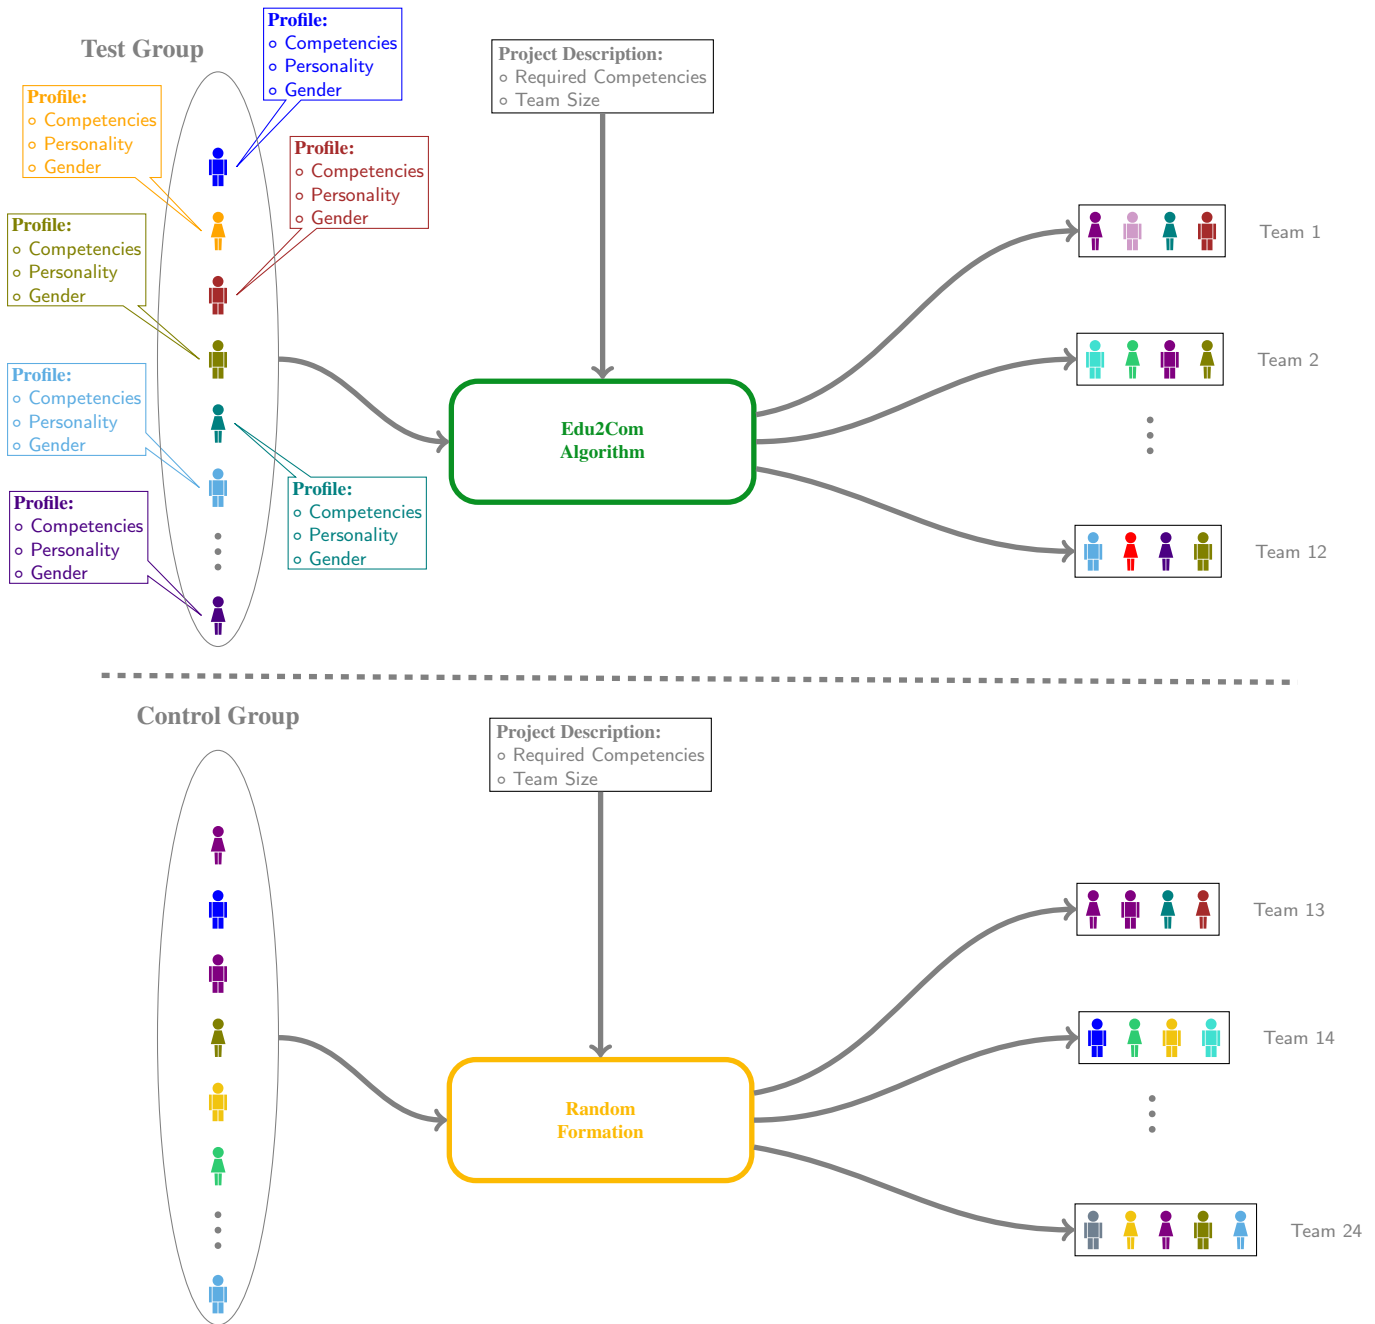 Test Group
Profile:
∘ Competencies
∘ Personality
∘ Gender
Profile:
∘ Competencies
∘ Personality
∘ Gender
Profile:
∘ Competencies
∘ Personality
∘ Gender
Profile:
∘ Competencies
∘ Personality
∘ Gender
Profile:
∘ Competencies
∘ Personality
∘ Gender
Profile:
∘ Competencies
∘ Personality
∘ Gender
Profile:
∘ Competencies
∘ Personality
∘ Gender
Project Description:
∘ Required Competencies
∘ Team Size
Edu2Com
Algorithm
Team 1
Team 2
Team 12
Control Group
Project Description:
∘ Required Competencies
∘ Team Size
Random
Formation
Team 13
Team 14
Team 24